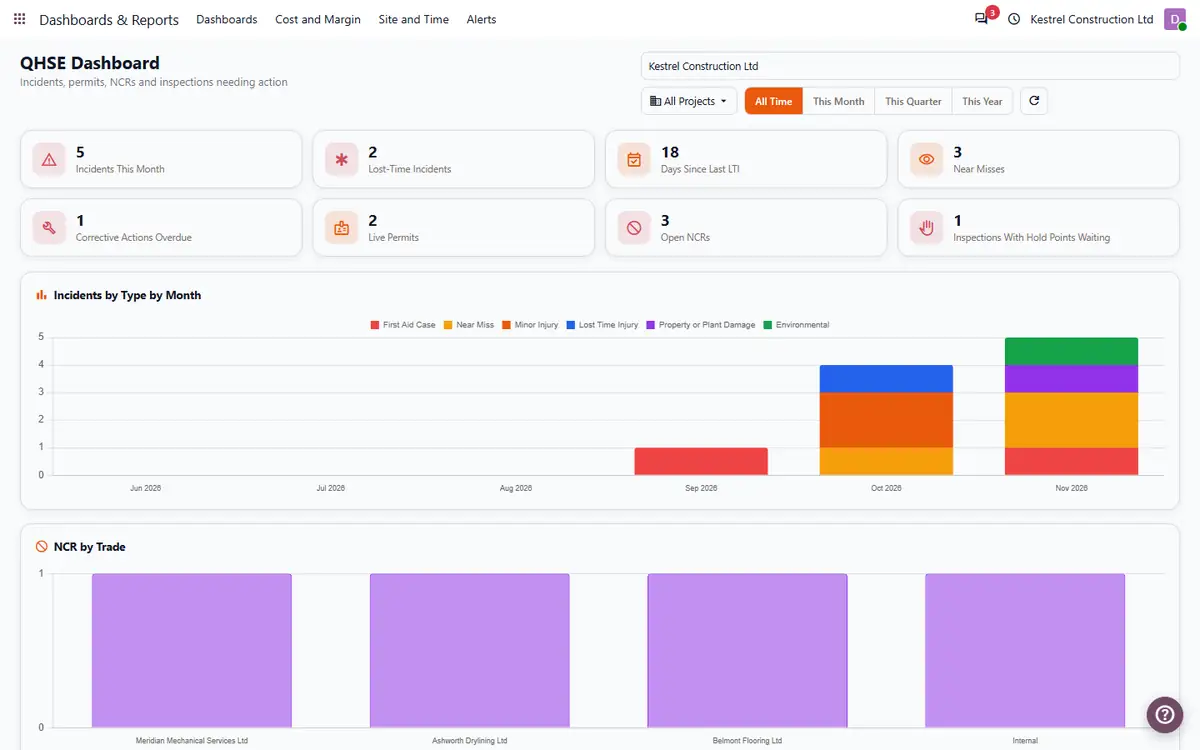 Dashboards & Reports Dashboards Cost and Margin Site and Time Alerts 3 Kestrel Construction Ltd D
QHSE Dashboard
Incidents, permits, NCRs and inspections needing action
Kestrel Construction Ltd
All Projects All Time This Month This Quarter This Year
5
Incidents This Month
2
Lost-Time Incidents
18
Days Since Last LTI
3
Near Misses
1
Corrective Actions Overdue
2
Live Permits
3
Open NCRs
1
Inspections With Hold Points Waiting
Incidents by Type by Month
First Aid Case Near Miss Minor Injury Lost Time Injury Property or Plant Damage Environmental
5
4
3
2
1
0
Jun 2026 Jul 2026 Aug 2026 Sep 2026 Oct 2026 Nov 2026
NCR by Trade
1
0
Meridian Mechanical Services Ltd Ashworth Drylining Ltd Belmont Flooring Ltd Internal